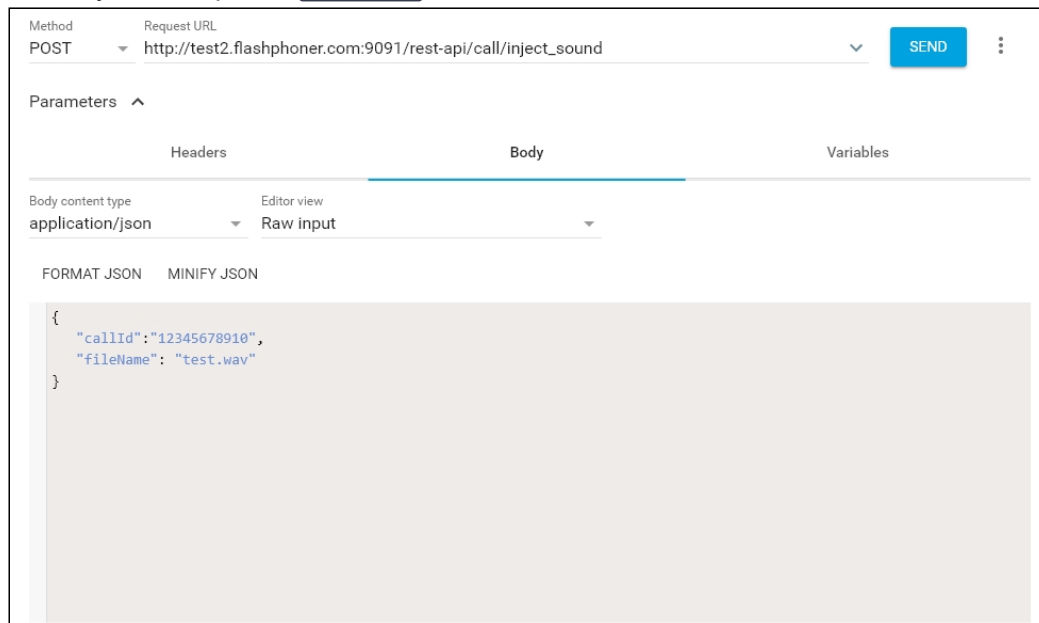 Method Request URL
POST http://test2.flashphoner.com:9091/rest-api/call/inject_sound SEND
Parameters
Headers Body Variables
Body content type Editor view
application/json Raw input
FORMAT JSON MINIFY JSON
{
"callId":"12345678910",
"fileName": "test.wav"
}